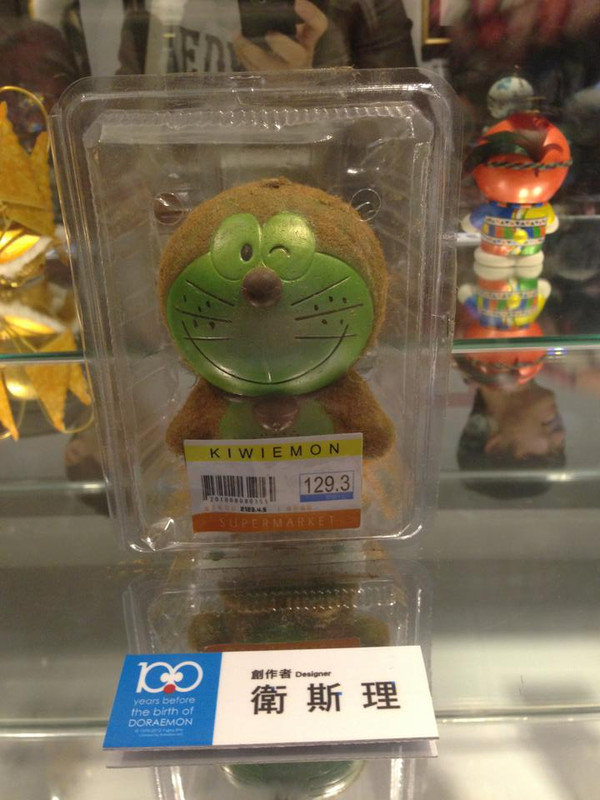 KIWIEMON
129.3
SUPERMARKET
100
years before
the birth of
DORAEMON
創作者 Designer
衛斯理